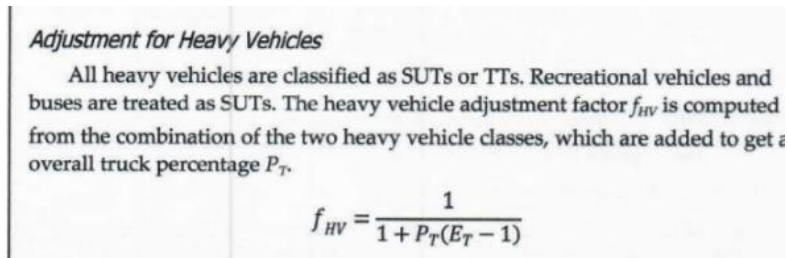 Adjustment for Heavy Vehicles
All heavy vehicles are classified as SUTs or TTs. Recreational vehicles and
buses are treated as SUTs. The heavy vehicle adjustment factor f_HV is computed
from the combination of the two heavy vehicle classes, which are added to get a
overall truck percentage P_T.
f_HV = 1 / (1 + P_T(E_T − 1))